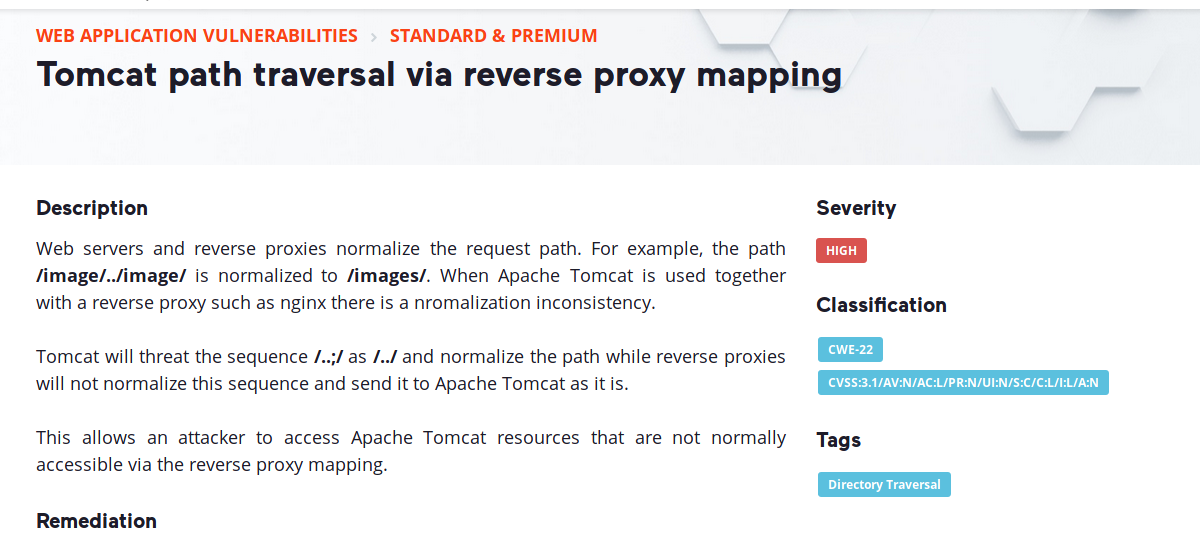 WEB APPLICATION VULNERABILITIES › STANDARD & PREMIUM
Tomcat path traversal via reverse proxy mapping
Description
Web servers and reverse proxies normalize the request path. For example, the path
/image/../image/ is normalized to /images/. When Apache Tomcat is used together
with a reverse proxy such as nginx there is a nromalization inconsistency.
Tomcat will threat the sequence /..;/ as /../ and normalize the path while reverse proxies
will not normalize this sequence and send it to Apache Tomcat as it is.
This allows an attacker to access Apache Tomcat resources that are not normally
accessible via the reverse proxy mapping.
Remediation
Severity
HIGH
Classification
CWE-22
CVSS:3.1/AV:N/AC:L/PR:N/UI:N/S:C/C:L/I:L/A:N
Tags
Directory Traversal